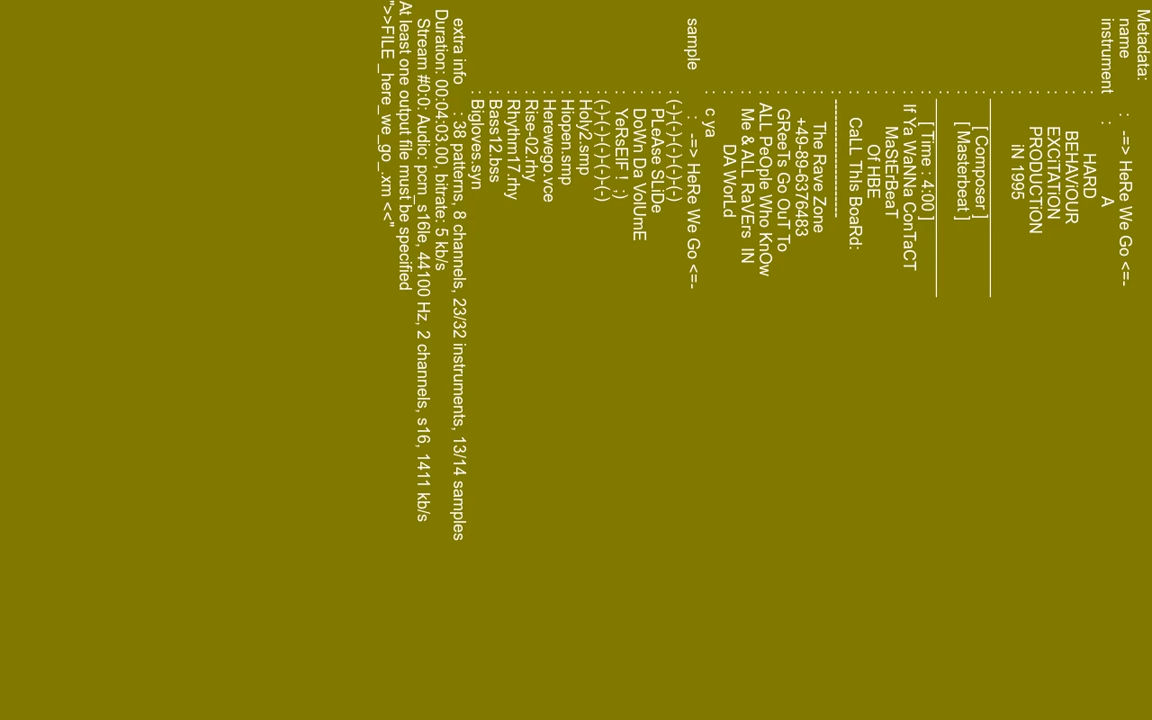 Metadata:
name : -=> HeRe We Go <=-
instrument : A
:
: HARD
: BEHAViOUR
: EXCiTATiON
: PRODUCTiON
: iN 1995
:
: ____________________
: [ Composer ]
: [ Masterbeat ]
: ____________________
: [ Time : 4:00 ]
: If Ya WaNNa ConTaCT
: MaStErBeaT
: Of HBE
: CaLL ThIs BoaRd:
: --------------------------
: The Rave Zone
: +49-89-6376483
: GReeTs Go OuT To
: ALL PeOple Who KnOw
: Me & ALL RaVErs IN
: DA WorLd
: c ya
sample : -=> HeRe We Go <=-
: (-)-(-)-(-)-(-)-(-)
: PLeAse SLiDe
: DoWn Da VolUmE
: YeRsElF ! ;)
: (-)-(-)-(-)-(-)-(-)
: Holy2.smp
: Hiopen.smp
: Herewego.vce
: Rise-02.rhy
: Rhythm17.rhy
: Bass12.bss
: Bigloves.syn
extra info : 38 patterns, 8 channels, 23/32 instruments, 13/14 samples
Duration: 00:04:03.00, bitrate: 5 kb/s
Stream #0:0: Audio: pcm_s16le, 44100 Hz, 2 channels, s16, 1411 kb/s
At least one output file must be specified
">>FILE_here_we_go_.xm <<"